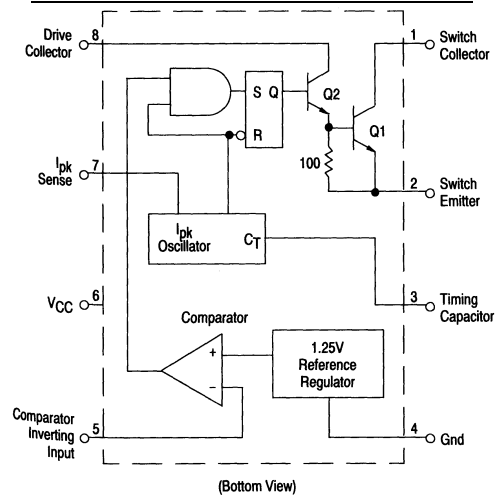 Drive
Collector
8
1
Switch
Collector
S Q
Q2
R
Q1
100
Ipk
Sense
7
2
Switch
Emitter
Ipk
Oscillator
CT
VCC
6
3
Timing
Capacitor
Comparator
+
−
1.25V
Reference
Regulator
Comparator
Inverting
Input
5
4
Gnd
(Bottom View)